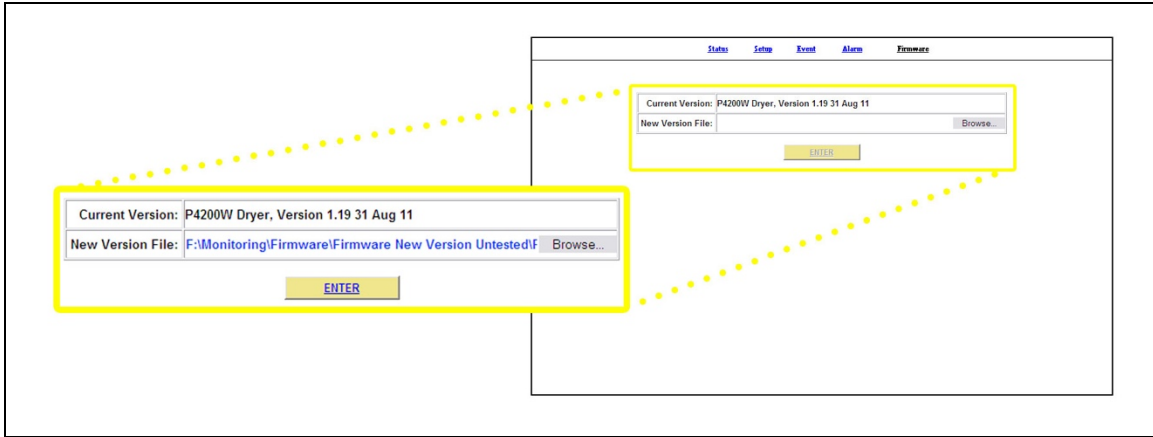 Status Setup Event Alarm Firmware
Current Version: P4200W Dryer, Version 1.19 31 Aug 11
New Version File: Browse...
ENTER
Current Version: P4200W Dryer, Version 1.19 31 Aug 11
New Version File: F:\Monitoring\Firmware\Firmware New Version Untested\F Browse...
ENTER